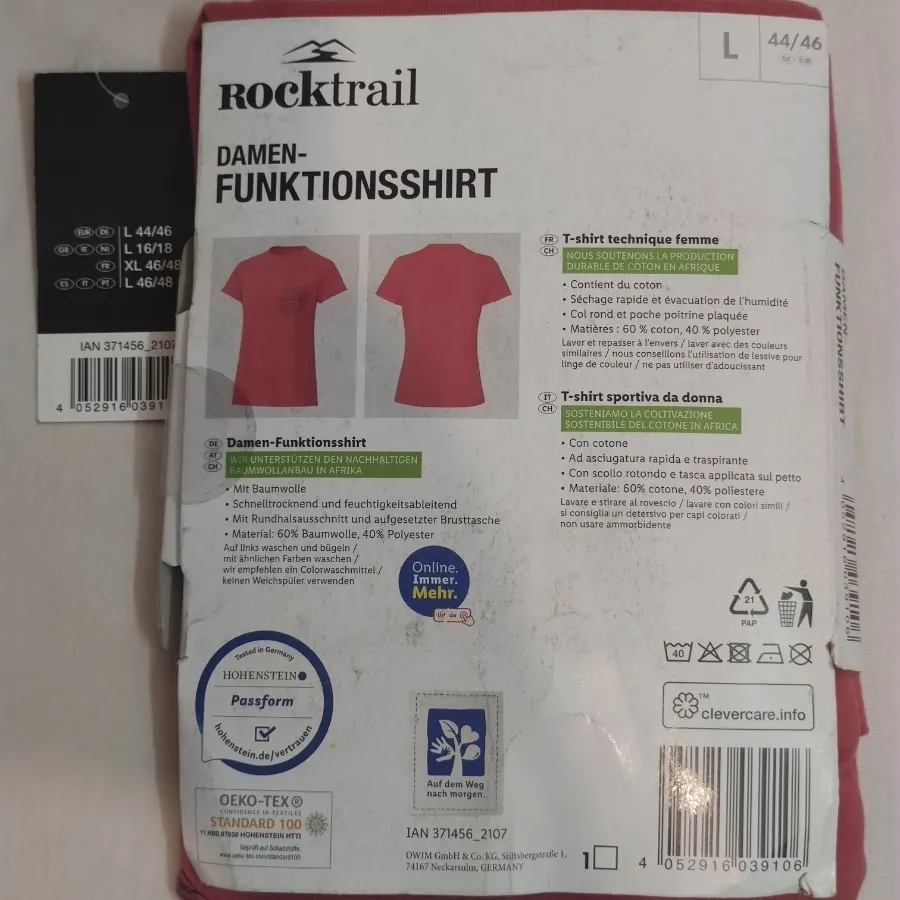 Rocktrail
L
44/46
DE EUR
DAMEN-
FUNKTIONSSHIRT
EUR DE L 44/46
GB IE NI L 16/18
FR XL 46/48
ES IT PT L 46/48
IAN 371456_2107
4 052916 0391
DE
AT
CH
Damen-Funktionsshirt
WIR UNTERSTÜTZEN DEN NACHHALTIGEN
BAUMWOLLANBAU IN AFRIKA
• Mit Baumwolle
• Schnelltrocknend und feuchtigkeitsableitend
• Mit Rundhalsausschnitt und aufgesetzter Brusttasche
• Material: 60% Baumwolle, 40% Polyester
Auf links waschen und bügeln /
mit ähnlichen Farben waschen /
wir empfehlen ein Colorwaschmittel /
keinen Weichspüler verwenden
FR
CH
T-shirt technique femme
NOUS SOUTENONS LA PRODUCTION
DURABLE DE COTON EN AFRIQUE
• Contient du coton
• Séchage rapide et évacuation de l'humidité
• Col rond et poche poitrine plaquée
• Matières : 60 % coton, 40 % polyester
Laver et repasser à l'envers / laver avec des couleurs
similaires / nous conseillons l'utilisation de lessive pour
linge de couleur / ne pas utiliser d'adoucissant
IT
CH
T-shirt sportiva da donna
SOSTENIAMO LA COLTIVAZIONE
SOSTENIBILE DEL COTONE IN AFRICA
• Con cotone
• Ad asciugatura rapida e traspirante
• Con scollo rotondo e tasca applicata sul petto
• Materiale: 60% cotone, 40% poliestere
Lavare e stirare al rovescio / lavare con colori simili /
si consiglia un detersivo per capi colorati /
non usare ammorbidente
Online.
Immer.
Mehr.
DAMEN
FUNKTIONSSHIRT
21
PAP
40
™
clevercare.info
Tested in Germany
HOHENSTEIN
Passform
hohenstein.de/vertrauen
OEKO-TEX®
CONFIDENCE IN TEXTILES
STANDARD 100
11.HBD.87638 HOHENSTEIN HTTI
Geprüft auf Schadstoffe.
www.oeko-tex.com/standard100
Auf dem Weg
nach morgen.
IAN 371456_2107
OWIM GmbH & Co. KG, Stiftsbergstraße 1,
74167 Neckarsulm, GERMANY
1
4 052916 039106